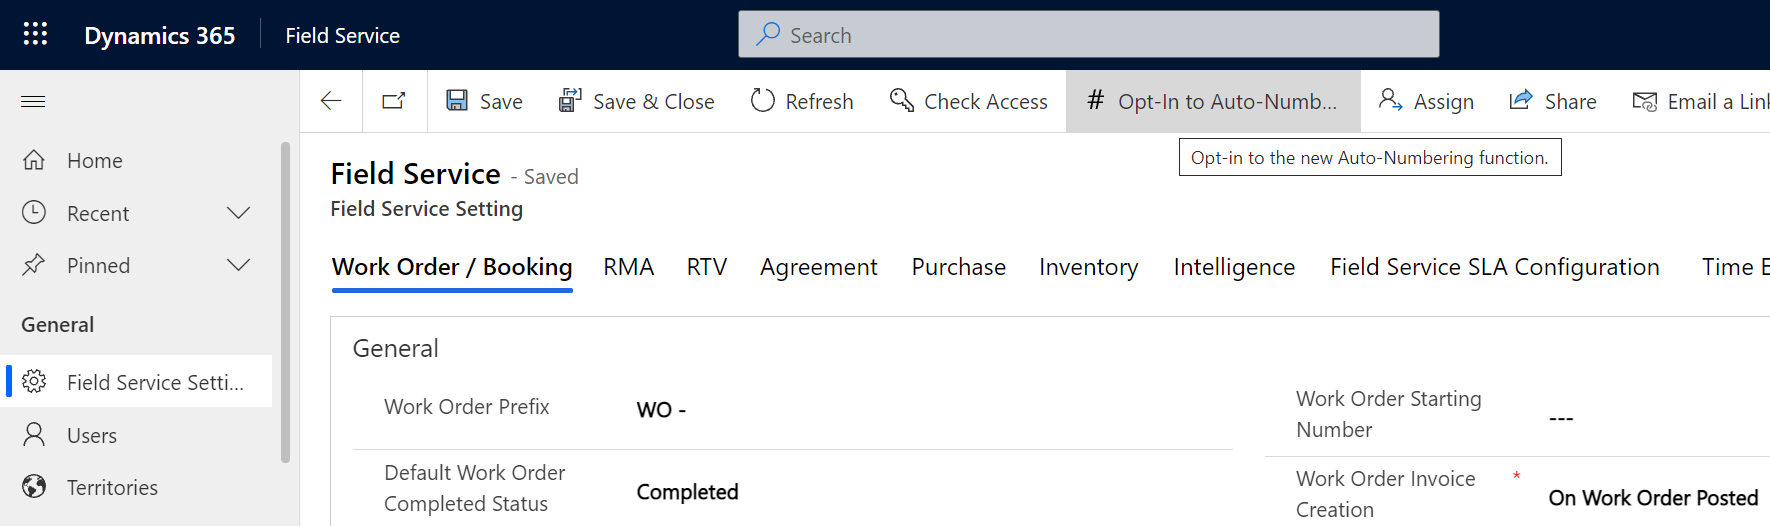 Dynamics 365
Field Service
Search
Save
Save & Close
Refresh
Check Access
# Opt-In to Auto-Numb...
Assign
Share
Email a Lin
Opt-in to the new Auto-Numbering function.
Home
Recent
Pinned
General
Field Service Setti...
Users
Territories
Field Service - Saved
Field Service Setting
Work Order / Booking
RMA
RTV
Agreement
Purchase
Inventory
Intelligence
Field Service SLA Configuration
Time E
General
Work Order Prefix
WO -
Work Order Starting
Number
---
Default Work Order
Completed Status
Completed
Work Order Invoice
Creation
*
On Work Order Posted